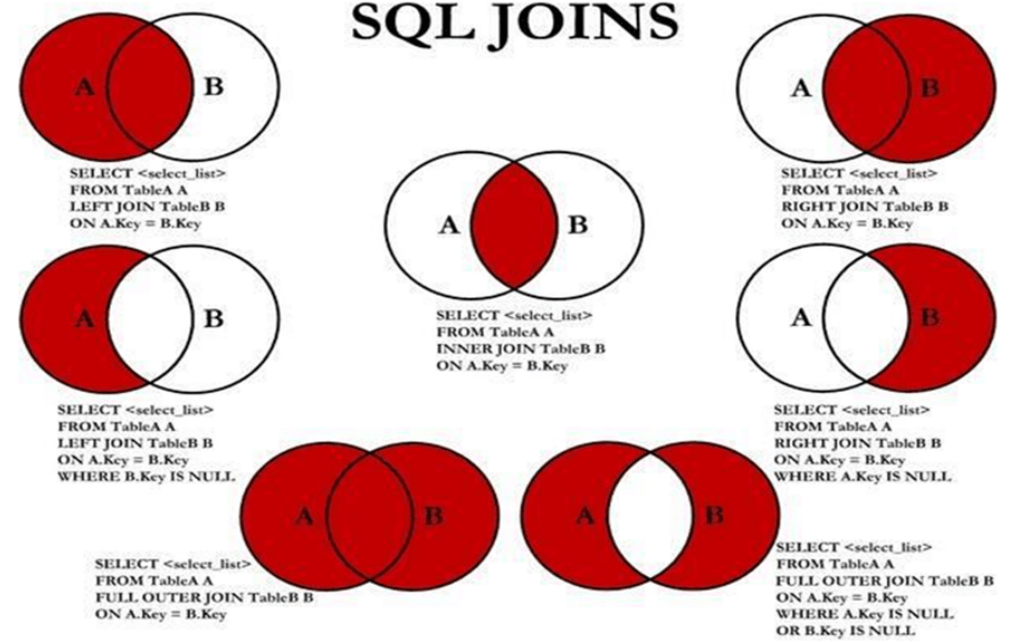 SQL JOINS
A B
SELECT <select_list>
FROM TableA A
LEFT JOIN TableB B
ON A.Key = B.Key
A B
SELECT <select_list>
FROM TableA A
RIGHT JOIN TableB B
ON A.Key = B.Key
A B
SELECT <select_list>
FROM TableA A
INNER JOIN TableB B
ON A.Key = B.Key
A B
SELECT <select_list>
FROM TableA A
LEFT JOIN TableB B
ON A.Key = B.Key
WHERE B.Key IS NULL
A B
SELECT <select_list>
FROM TableA A
RIGHT JOIN TableB B
ON A.Key = B.Key
WHERE A.Key IS NULL
A B
SELECT <select_list>
FROM TableA A
FULL OUTER JOIN TableB B
ON A.Key = B.Key
A B
SELECT <select_list>
FROM TableA A
FULL OUTER JOIN TableB B
ON A.Key = B.Key
WHERE A.Key IS NULL
OR B.Key IS NULL